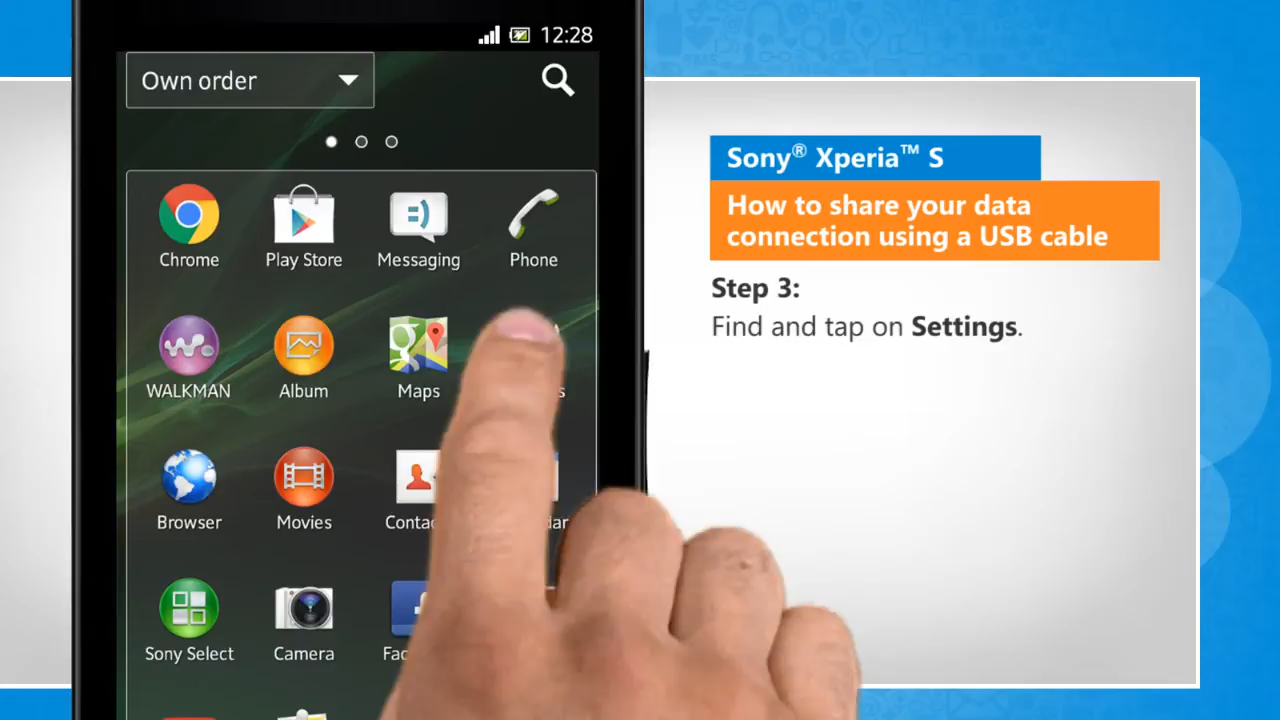 12:28
Own order
Chrome
Play Store
Messaging
Phone
WALKMAN
Album
Maps
Browser
Movies
Sony Select
Camera
Sony® Xperia™ S
How to share your data
connection using a USB cable
Step 3:
Find and tap on Settings.